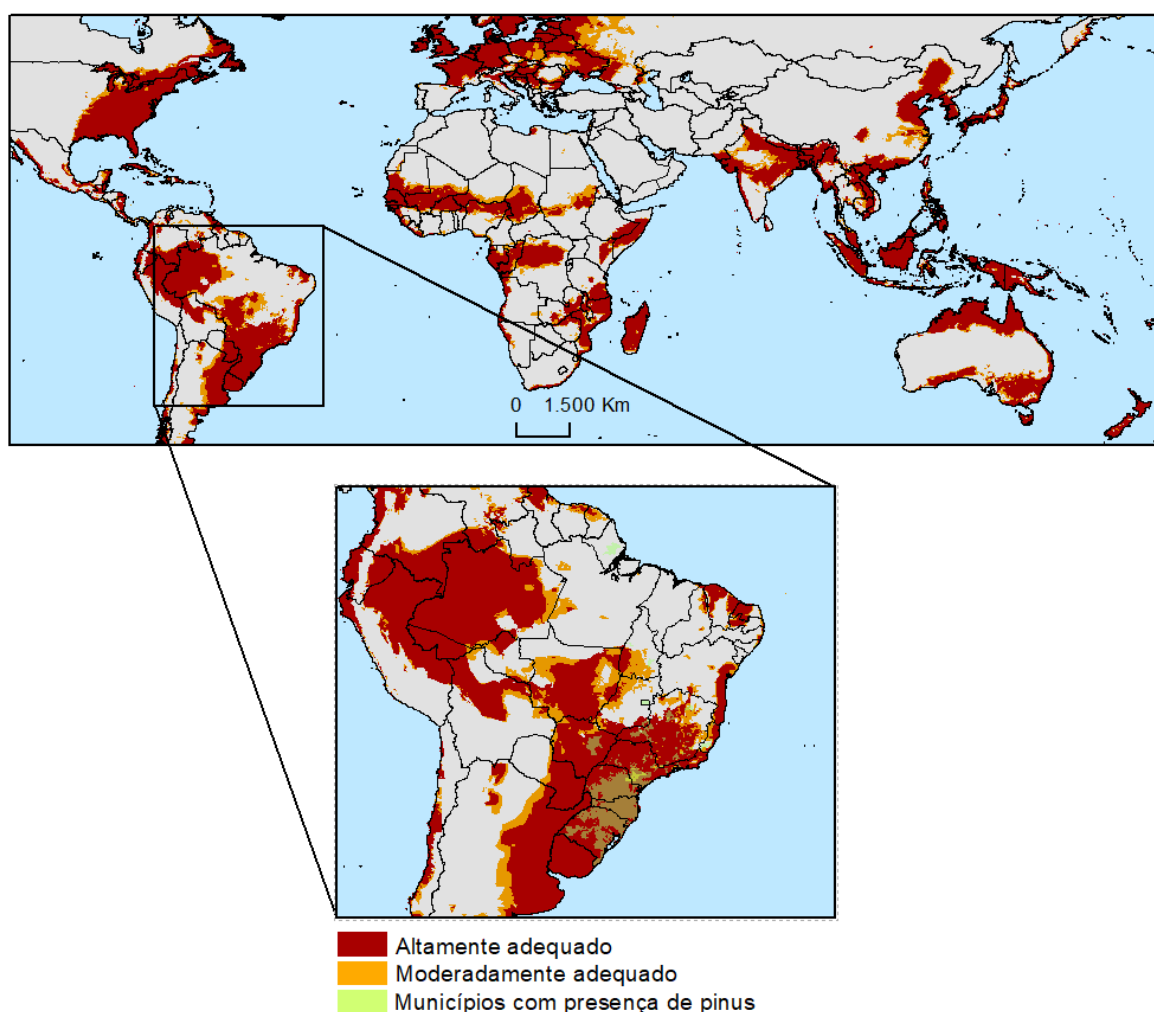 0 1.500 Km
Altamente adequado
Moderadamente adequado
Municípios com presença de pinus